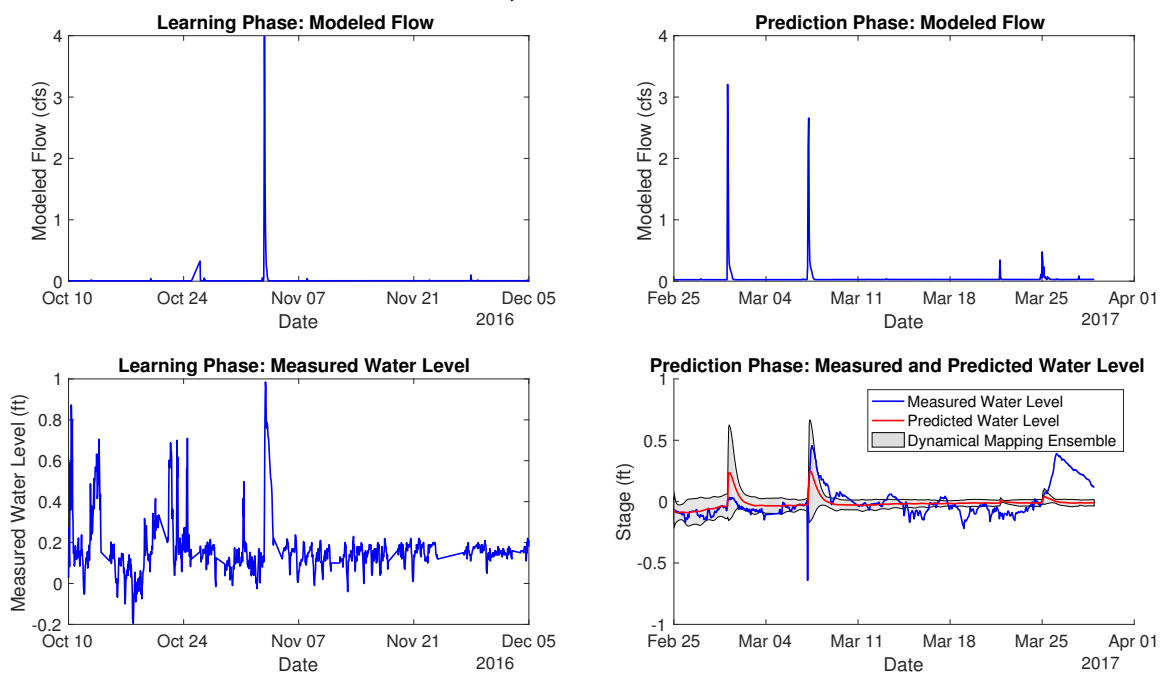 Learning Phase: Modeled Flow
Modeled Flow (cfs)
4
3
2
1
0
Oct 10 Oct 24 Nov 07 Nov 21 Dec 05
Date
2016
Prediction Phase: Modeled Flow
Modeled Flow (cfs)
4
3
2
1
0
Feb 25 Mar 04 Mar 11 Mar 18 Mar 25 Apr 01
Date
2017
Learning Phase: Measured Water Level
Measured Water Level (ft)
1
0.8
0.6
0.4
0.2
0
-0.2
Oct 10 Oct 24 Nov 07 Nov 21 Dec 05
Date
2016
Prediction Phase: Measured and Predicted Water Level
Stage (ft)
1
0.5
0
-0.5
-1
Measured Water Level
Predicted Water Level
Dynamical Mapping Ensemble
Feb 25 Mar 04 Mar 11 Mar 18 Mar 25 Apr 01
Date
2017